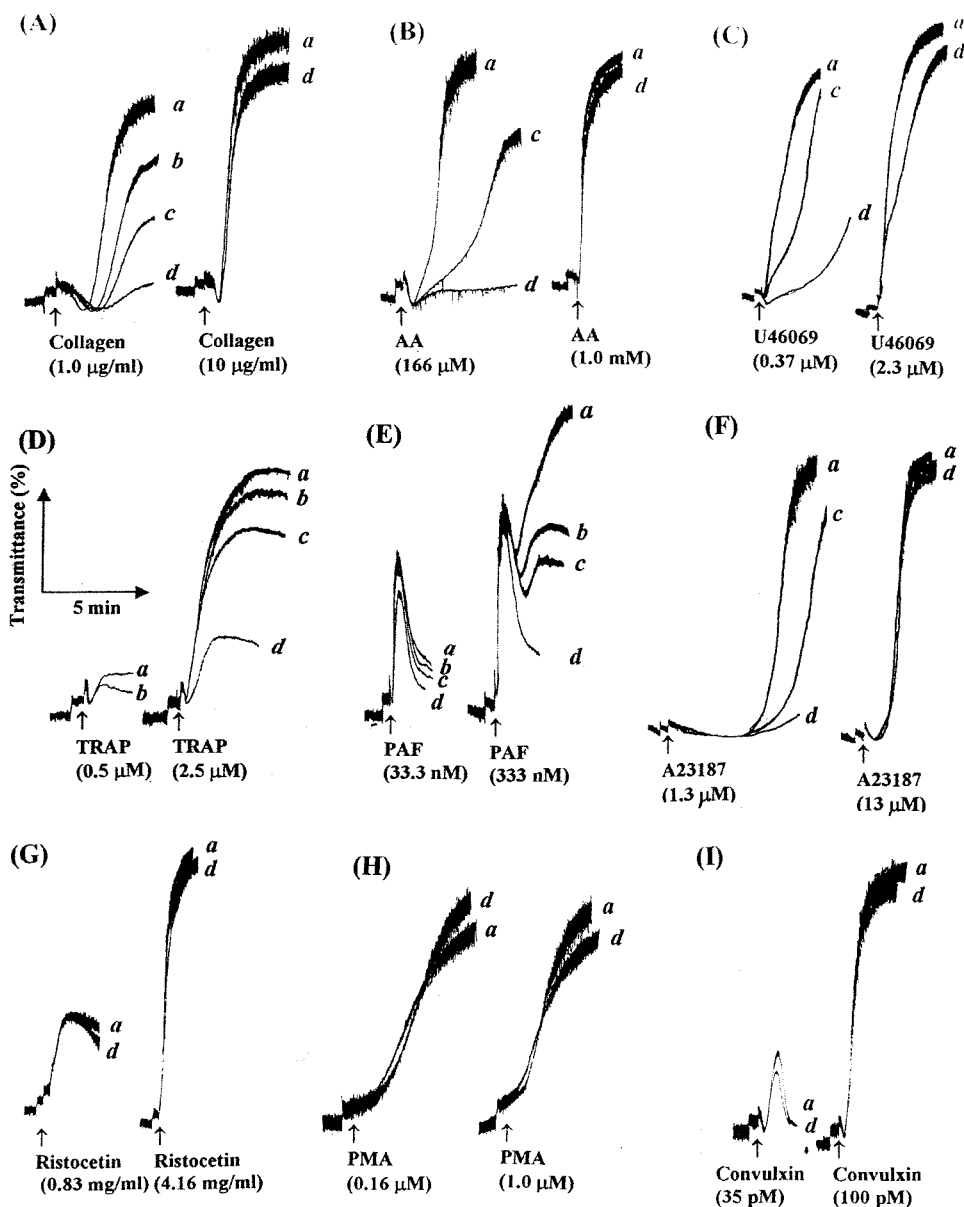 (A)
a
b
c
d
a
d
Collagen
(1.0 μg/ml)
Collagen
(10 μg/ml)
(B)
a
c
d
a
d
AA
(166 μM)
AA
(1.0 mM)
(C)
a
c
d
a
d
U46069
(0.37 μM)
U46069
(2.3 μM)
(D)
Transmittance (%)
5 min
a
b
a
b
c
d
TRAP
(0.5 μM)
TRAP
(2.5 μM)
(E)
a
b
c
d
a
b
c
d
PAF
(33.3 nM)
PAF
(333 nM)
(F)
a
c
d
a
d
A23187
(1.3 μM)
A23187
(13 μM)
(G)
a
d
a
d
Ristocetin
(0.83 mg/ml)
Ristocetin
(4.16 mg/ml)
(H)
d
a
a
d
PMA
(0.16 μM)
PMA
(1.0 μM)
(I)
a
d
a
d
Convulxin
(35 pM)
Convulxin
(100 pM)